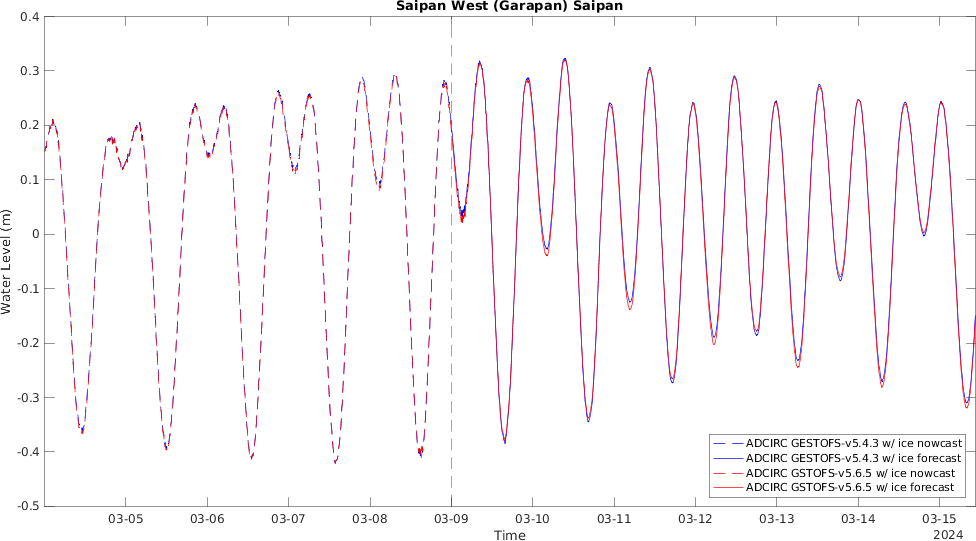 Saipan West (Garapan) Saipan
0.4
0.3
0.2
0.1
0
-0.1
-0.2
-0.3
-0.4
-0.5
Water Level (m)
ADCIRC GESTOFS-v5.4.3 w/ ice nowcast
ADCIRC GESTOFS-v5.4.3 w/ ice forecast
ADCIRC GSTOFS-v5.6.5 w/ ice nowcast
ADCIRC GSTOFS-v5.6.5 w/ ice forecast
03-05 03-06 03-07 03-08 03-09 03-10 03-11 03-12 03-13 03-14 03-15
Time
2024